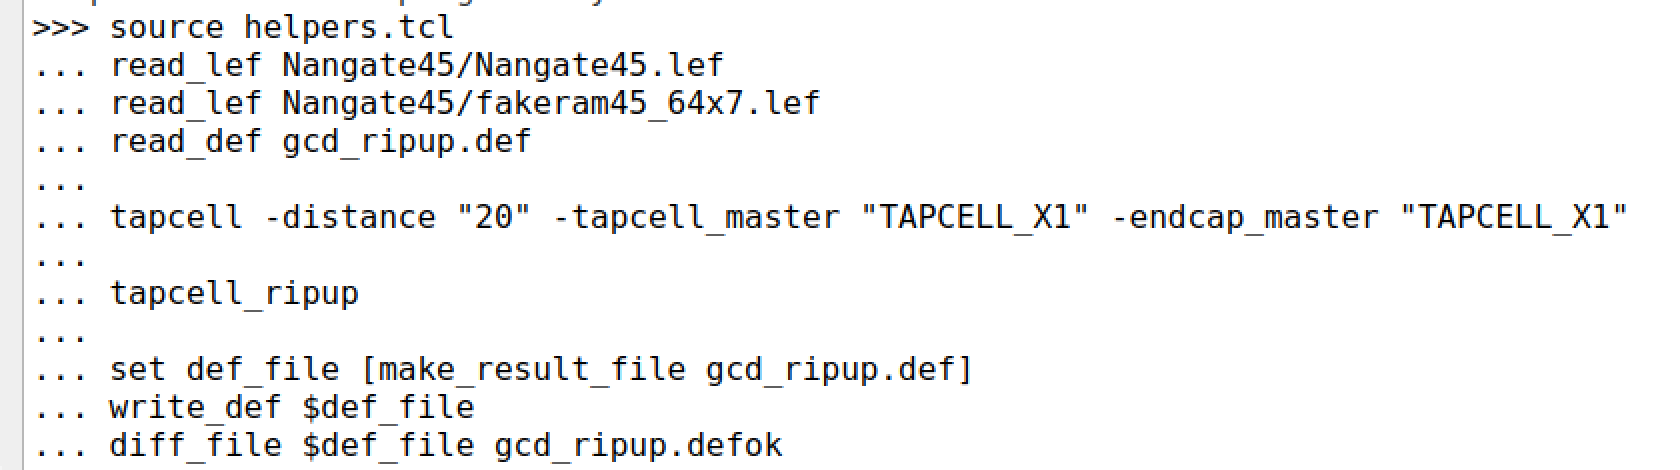 >>> source helpers.tcl
... read_lef Nangate45/Nangate45.lef
... read_lef Nangate45/fakeram45_64x7.lef
... read_def gcd_ripup.def
...
... tapcell -distance "20" -tapcell_master "TAPCELL_X1" -endcap_master "TAPCELL_X1"
...
... tapcell_ripup
...
... set def_file [make_result_file gcd_ripup.def]
... write_def $def_file
... diff_file $def_file gcd_ripup.defok